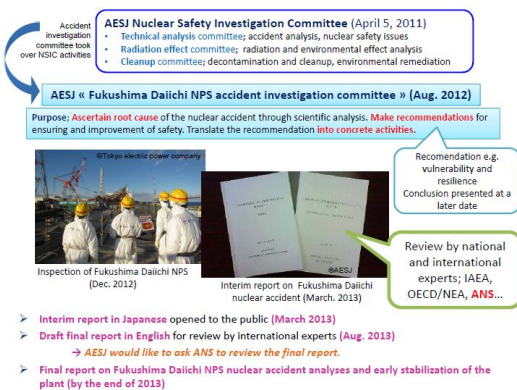 Accident
investigation
committee took
over NSIC activities
AESJ Nuclear Safety Investigation Committee (April 5, 2011)
• Technical analysis committee; accident analysis, nuclear safety issues
• Radiation effect committee; radiation and environmental effect analysis
• Cleanup committee; decontamination and cleanup, environmental remediation
AESJ « Fukushima Daiichi NPS accident investigation committee » (Aug. 2012)
Purpose; Ascertain root cause of the nuclear accident through scientific analysis. Make recommendations for
ensuring and improvement of safety. Translate the recommendation into concrete activities.
©Tokyo electric power company
Recomendation e.g.
vulnerability and
resilience
Conclusion presented at a
later date
©AESJ
Inspection of Fukushima Daiichi NPS
(Dec. 2012)
Interim report on Fukushima Daiichi
nuclear accident (March. 2013)
Review by national
and international
experts; IAEA,
OECD/NEA, ANS...
➢ Interim report in Japanese opened to the public (March 2013)
➢ Draft final report in English for review by international experts (Aug. 2013)
→ AESJ would like to ask ANS to review the final report.
➢ Final report on Fukushima Daiichi NPS nuclear accident analyses and early stabilization of the
plant (by the end of 2013)